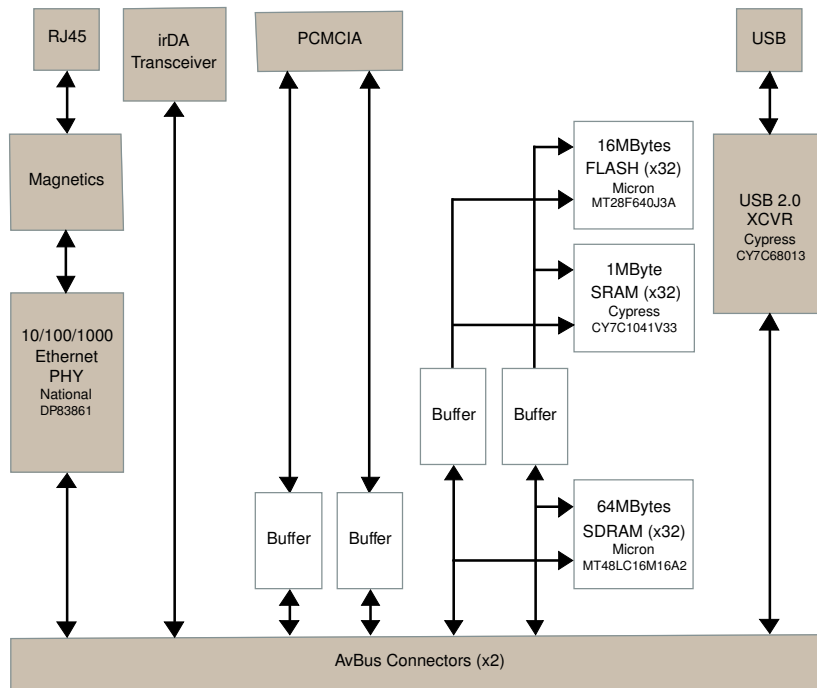 RJ45
irDA
Transceiver
PCMCIA
USB
Magnetics
16MBytes
FLASH (x32)
Micron
MT28F640J3A
USB 2.0
XCVR
Cypress
CY7C68013
1MByte
SRAM (x32)
Cypress
CY7C1041V33
10/100/1000
Ethernet
PHY
National
DP83861
Buffer
Buffer
Buffer
Buffer
64MBytes
SDRAM (x32)
Micron
MT48LC16M16A2
AvBus Connectors (x2)